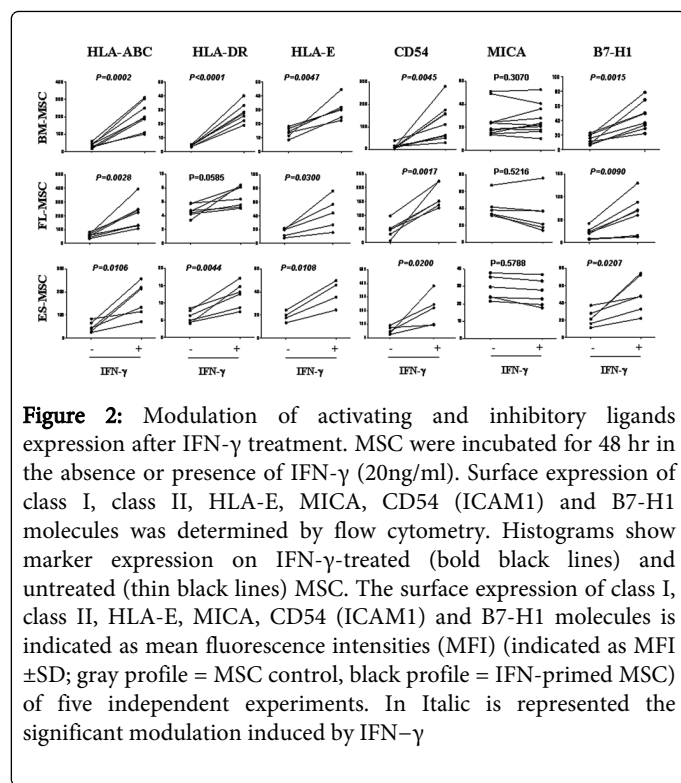 HLA-ABC HLA-DR HLA-E CD54 MICA B7-H1
BM-MSC
P=0.0002 P<0.0001 P=0.0047 P=0.0045 P=0.3070 P=0.0015
FL-MSC
P=0.0028 P=0.0585 P=0.0300 P=0.0017 P=0.5216 P=0.0090
ES-MSC
P=0.0106 P=0.0044 P=0.0108 P=0.0200 P=0.5788 P=0.0207
- + - + - + - + - + - +
IFN-γ IFN-γ IFN-γ IFN-γ IFN-γ IFN-γ
Figure 2: Modulation of activating and inhibitory ligands
expression after IFN-γ treatment. MSC were incubated for 48 hr in
the absence or presence of IFN-γ (20ng/ml). Surface expression of
class I, class II, HLA-E, MICA, CD54 (ICAM1) and B7-H1
molecules was determined by flow cytometry. Histograms show
marker expression on IFN-γ-treated (bold black lines) and
untreated (thin black lines) MSC. The surface expression of class I,
class II, HLA-E, MICA, CD54 (ICAM1) and B7-H1 molecules is
indicated as mean fluorescence intensities (MFI) (indicated as MFI
±SD; gray profile = MSC control, black profile = IFN-primed MSC)
of five independent experiments. In Italic is represented the
significant modulation induced by IFN−γ